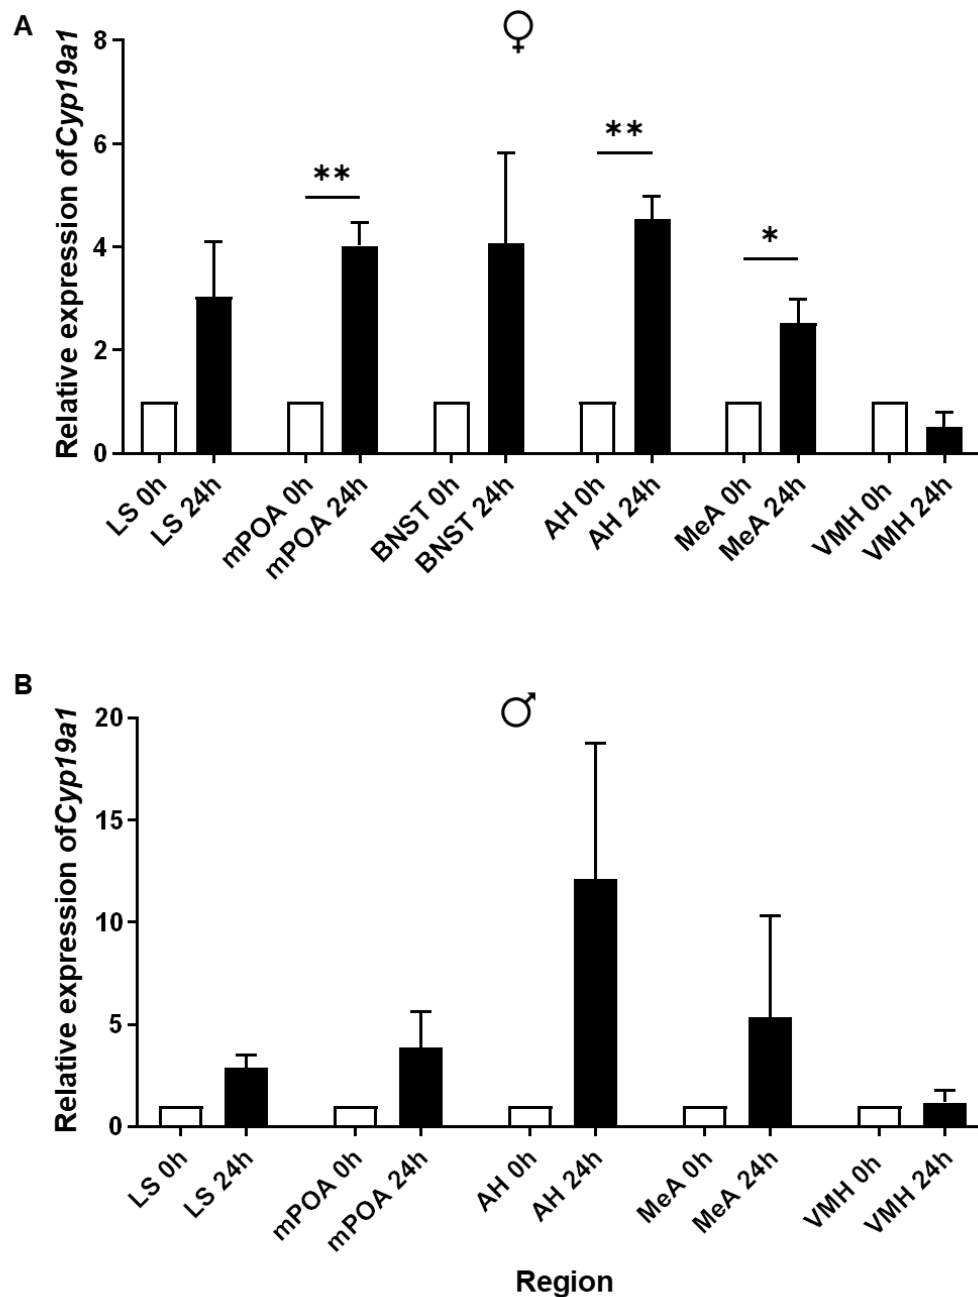 A
♀
Relative expression of Cyp19a1
8
6
4
2
0
**
**
*
LS 0h
LS 24h
mPOA 0h
mPOA 24h
BNST 0h
BNST 24h
AH 0h
AH 24h
MeA 0h
MeA 24h
VMH 0h
VMH 24h
B
♂
Relative expression of Cyp19a1
20
15
10
5
0
LS 0h
LS 24h
mPOA 0h
mPOA 24h
AH 0h
AH 24h
MeA 0h
MeA 24h
VMH 0h
VMH 24h
Region